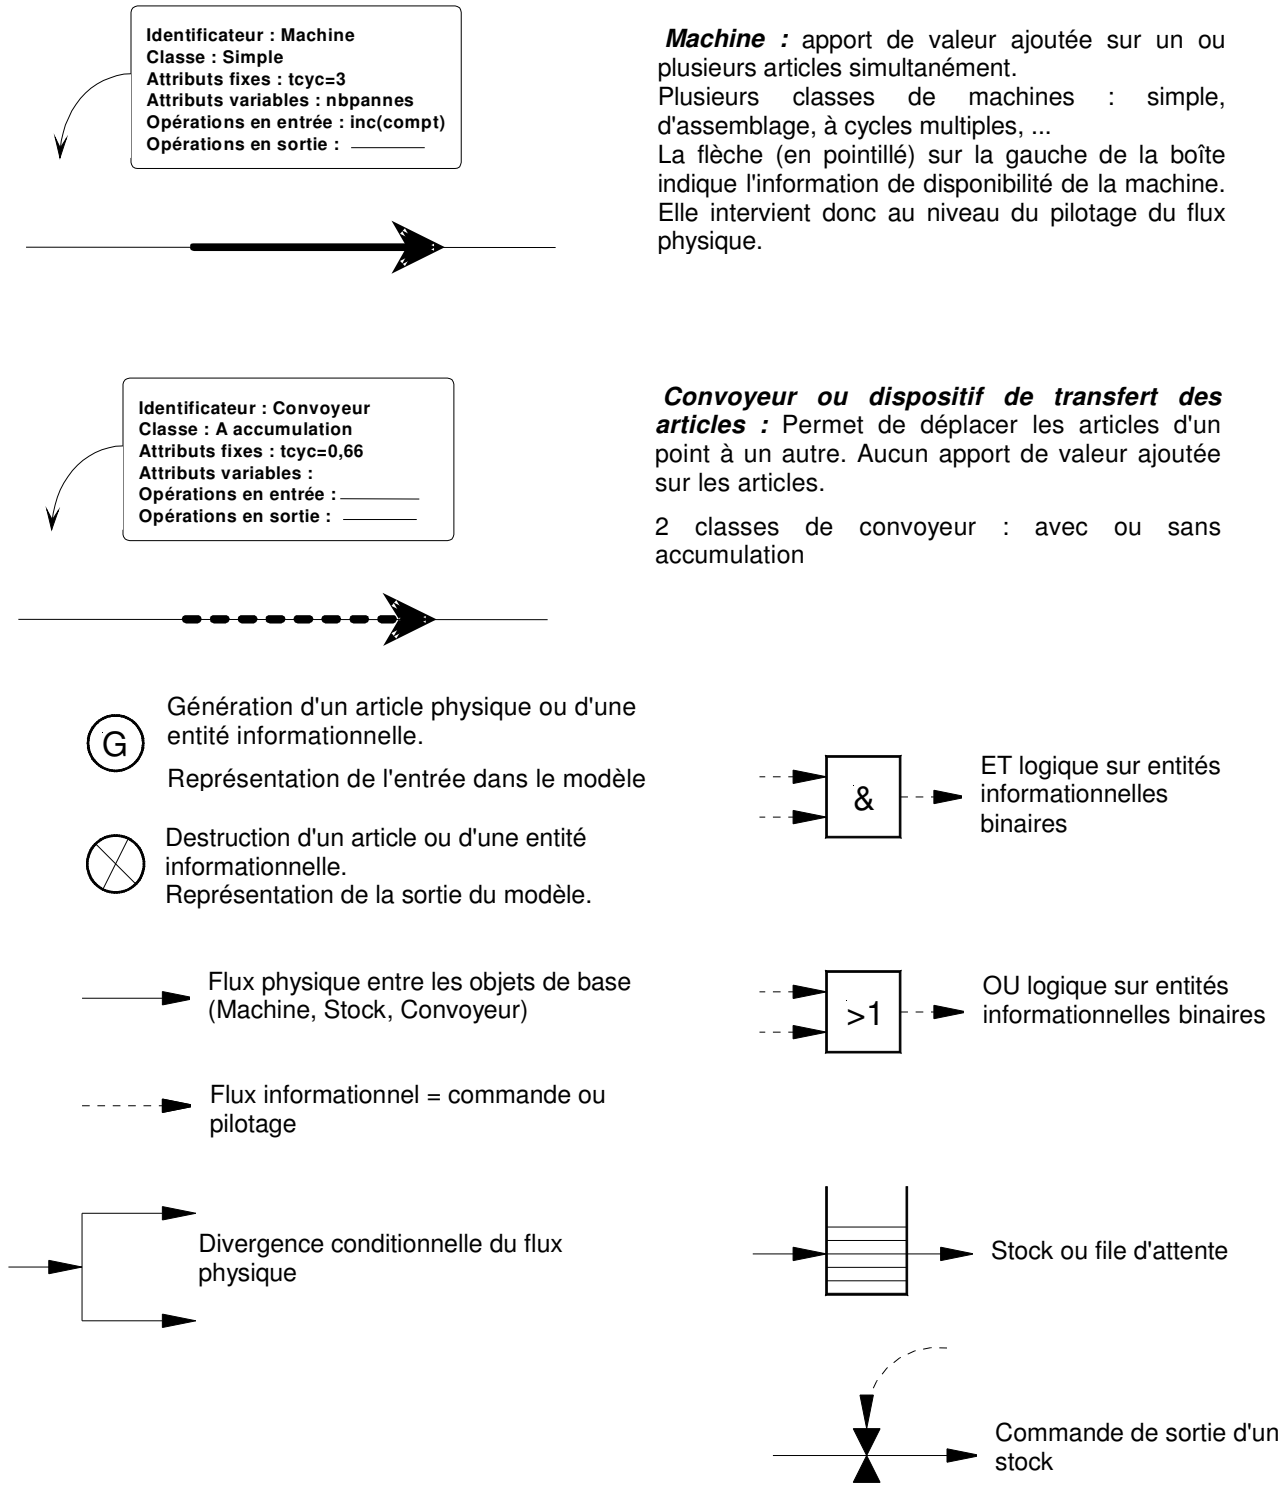 Identificateur : Machine
Classe : Simple
Attributs fixes : tcyc=3
Attributs variables : nbpannes
Opérations en entrée : inc(compt)
Opérations en sortie :
Machine : apport de valeur ajoutée sur un ou
plusieurs articles simultanément.
Plusieurs classes de machines : simple,
d'assemblage, à cycles multiples, ...
La flèche (en pointillé) sur la gauche de la boîte
indique l'information de disponibilité de la machine.
Elle intervient donc au niveau du pilotage du flux
physique.
Identificateur : Convoyeur
Classe : A accumulation
Attributs fixes : tcyc=0,66
Attributs variables :
Opérations en entrée :
Opérations en sortie :
Convoyeur ou dispositif de transfert des
articles : Permet de déplacer les articles d'un
point à un autre. Aucun apport de valeur ajoutée
sur les articles.
2 classes de convoyeur : avec ou sans
accumulation
G
Génération d'un article physique ou d'une
entité informationnelle.
Représentation de l'entrée dans le modèle
Destruction d'un article ou d'une entité
informationnelle.
Représentation de la sortie du modèle.
Flux physique entre les objets de base
(Machine, Stock, Convoyeur)
Flux informationnel = commande ou
pilotage
Divergence conditionnelle du flux
physique
&
ET logique sur entités
informationnelles
binaires
>1
OU logique sur entités
informationnelles binaires
Stock ou file d'attente
Commande de sortie d'un
stock